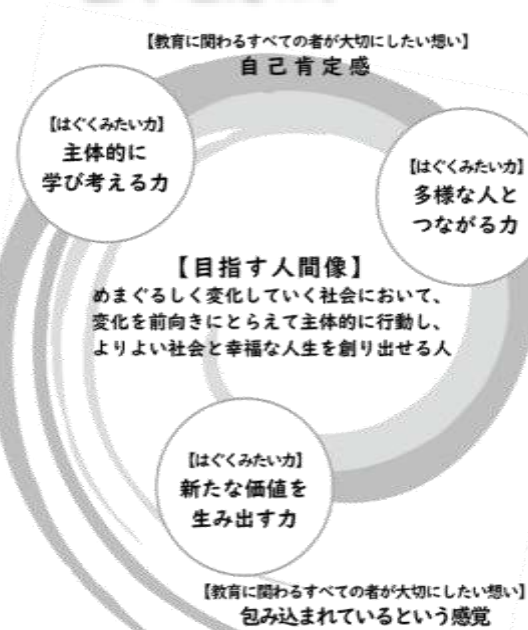 【教育に関わるすべての者が大切にしたい想い】
自己肯定感
【はぐくみたい力】
主体的に
学び考える力
【はぐくみたい力】
多様な人と
つながる力
【目指す人間像】
めまぐるしく変化していく社会において、
変化を前向きにとらえて主体的に行動し、
よりよい社会と幸福な人生を創り出せる人
【はぐくみたい力】
新たな価値を
生み出す力
【教育に関わるすべての者が大切にしたい想い】
包み込まれているという感覚